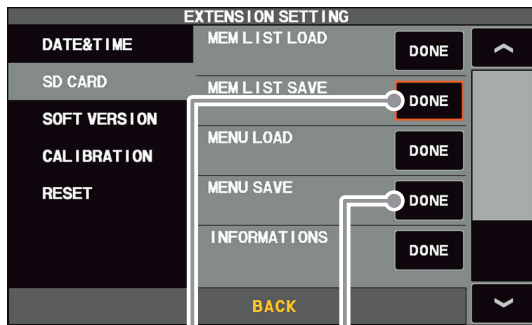 EXTENSION SETTING
DATE&TIME
MEM LIST LOAD
DONE
SD CARD
MEM LIST SAVE
DONE
SOFT VERSION
CALIBRATION
MENU LOAD
DONE
RESET
MENU SAVE
DONE
INFORMATIONS
DONE
BACK